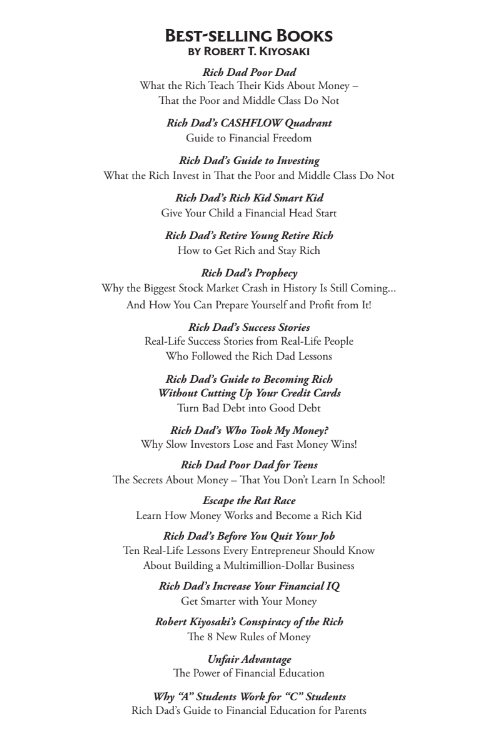 BEST-SELLING BOOKS
BY ROBERT T. KIYOSAKI
Rich Dad Poor Dad
What the Rich Teach Their Kids About Money –
That the Poor and Middle Class Do Not
Rich Dad's CASHFLOW Quadrant
Guide to Financial Freedom
Rich Dad's Guide to Investing
What the Rich Invest in That the Poor and Middle Class Do Not
Rich Dad's Rich Kid Smart Kid
Give Your Child a Financial Head Start
Rich Dad's Retire Young Retire Rich
How to Get Rich and Stay Rich
Rich Dad's Prophecy
Why the Biggest Stock Market Crash in History Is Still Coming...
And How You Can Prepare Yourself and Profit from It!
Rich Dad's Success Stories
Real-Life Success Stories from Real-Life People
Who Followed the Rich Dad Lessons
Rich Dad's Guide to Becoming Rich
Without Cutting Up Your Credit Cards
Turn Bad Debt into Good Debt
Rich Dad's Who Took My Money?
Why Slow Investors Lose and Fast Money Wins!
Rich Dad Poor Dad for Teens
The Secrets About Money – That You Don't Learn In School!
Escape the Rat Race
Learn How Money Works and Become a Rich Kid
Rich Dad's Before You Quit Your Job
Ten Real-Life Lessons Every Entrepreneur Should Know
About Building a Multimillion-Dollar Business
Rich Dad's Increase Your Financial IQ
Get Smarter with Your Money
Robert Kiyosaki's Conspiracy of the Rich
The 8 New Rules of Money
Unfair Advantage
The Power of Financial Education
Why "A" Students Work for "C" Students
Rich Dad's Guide to Financial Education for Parents